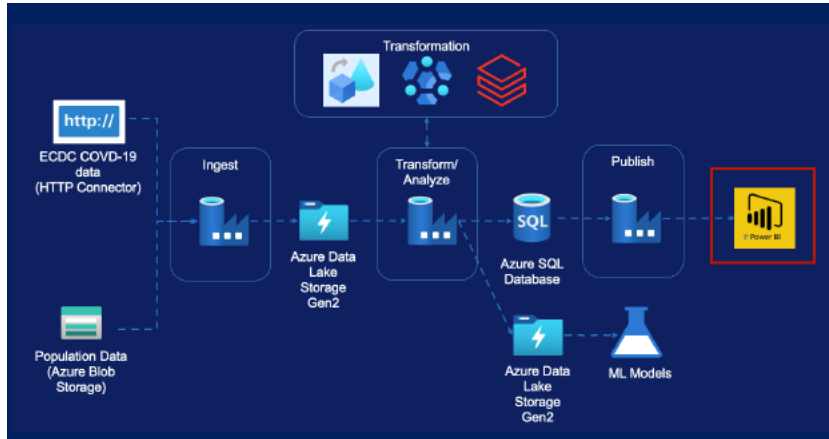 Transformation
http://
ECDC COVD-19
data
(HTTP Connector)
Ingest
Transform/
Analyze
Publish
Azure Data
Lake
Storage
Gen2
SQL
Azure SQL
Database
Power BI
Population Data
(Azure Blob
Storage)
Azure Data
Lake
Storage
Gen2
ML Models